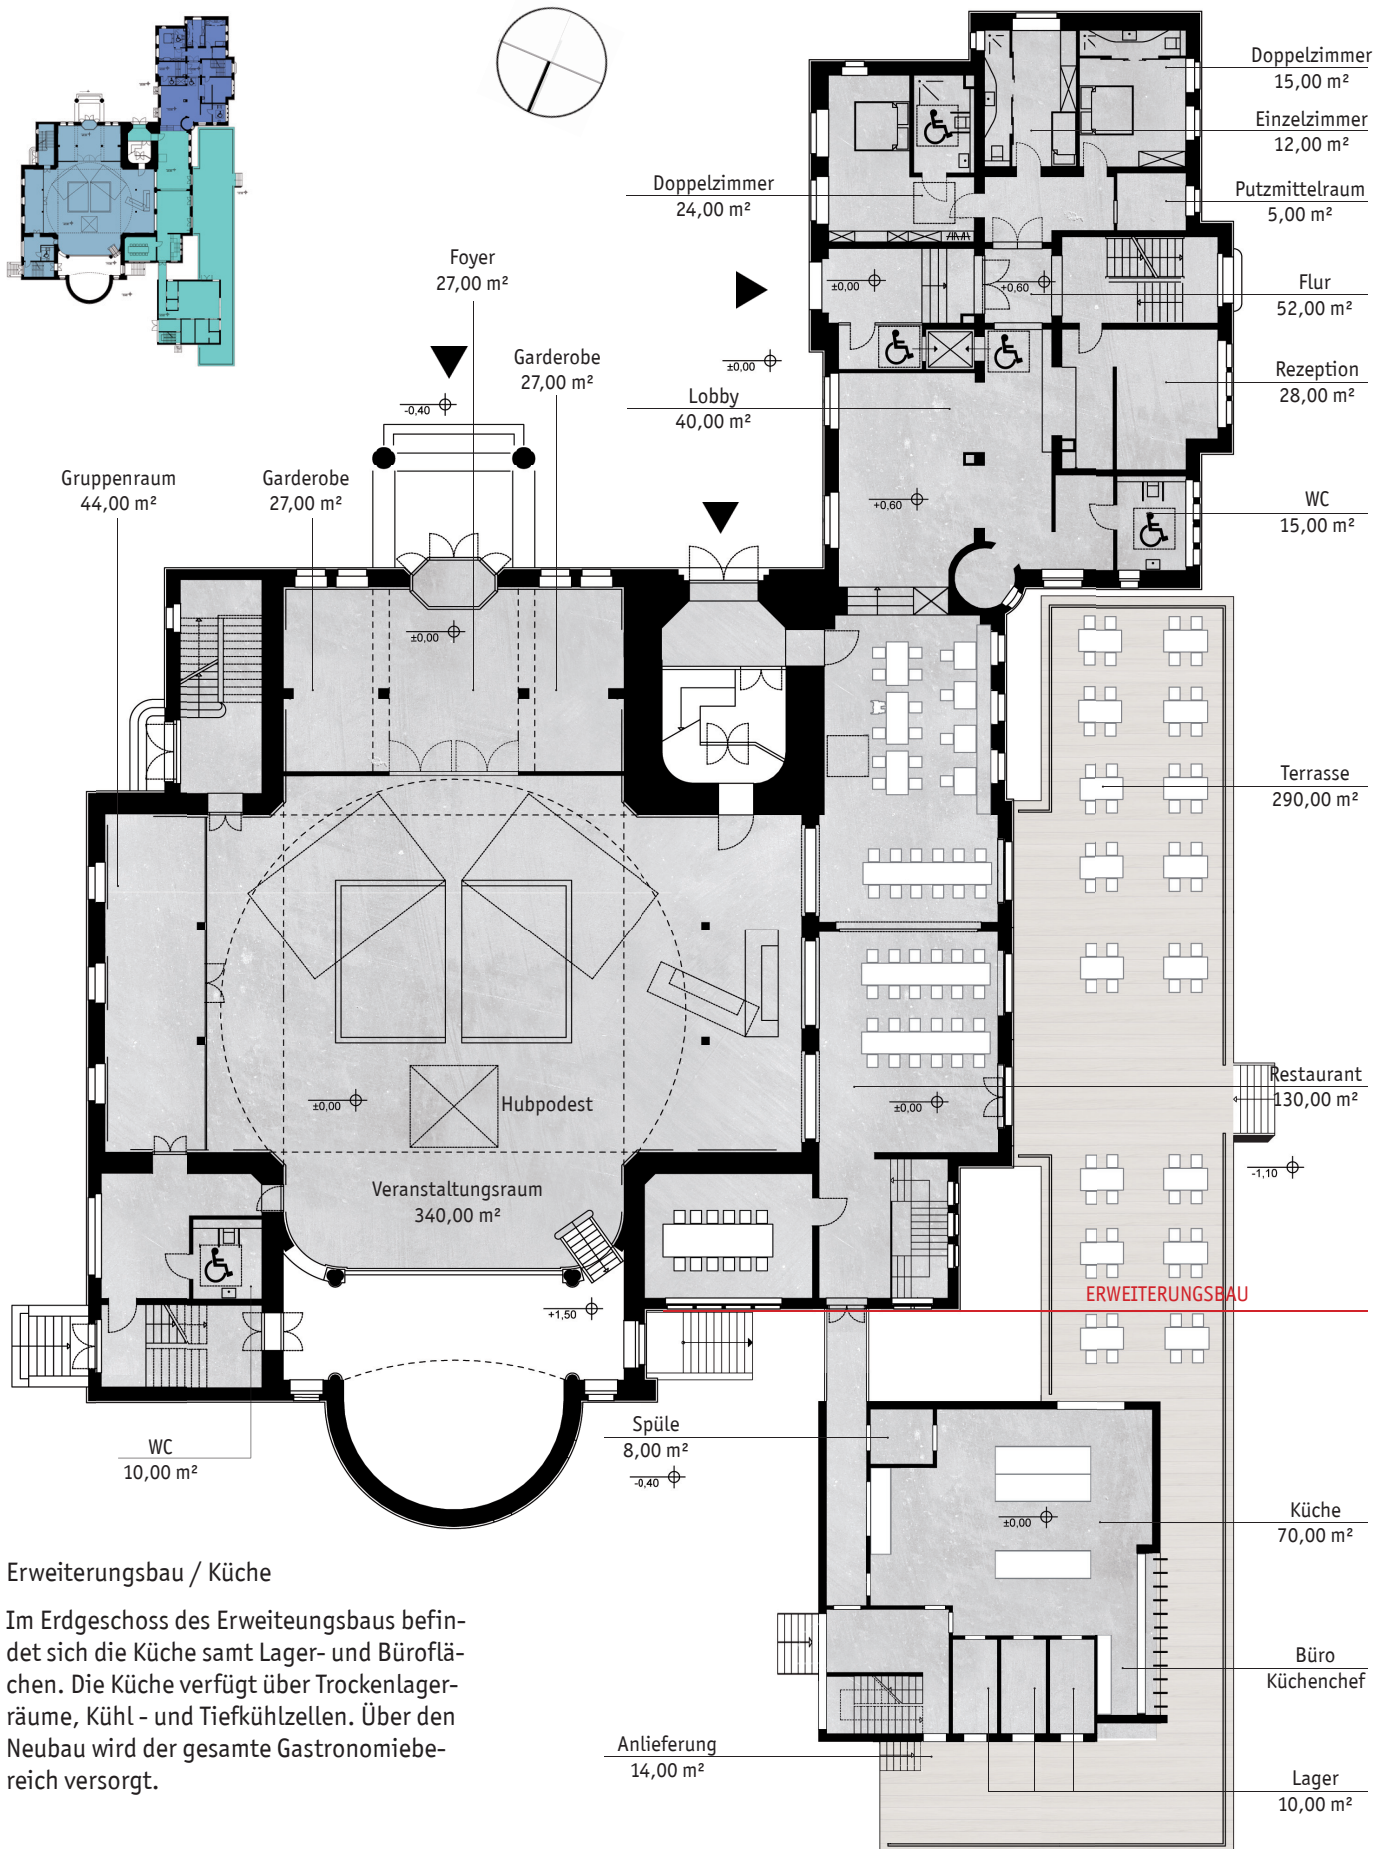 Doppelzimmer
15,00 m²
Einzelzimmer
12,00 m²
Doppelzimmer
24,00 m²
Putzmittelraum
5,00 m²
Foyer
27,00 m²
±0,00
+0,60
Flur
52,00 m²
Garderobe
27,00 m²
±0,00
Rezeption
28,00 m²
Lobby
40,00 m²
-0,40
Gruppenraum
44,00 m²
Garderobe
27,00 m²
+0,60
WC
15,00 m²
±0,00
Terrasse
290,00 m²
Restaurant
130,00 m²
±0,00
±0,00
Hubpodest
-1,10
Veranstaltungsraum
340,00 m²
ERWEITERUNGSBAU
+1,50
WC
10,00 m²
Spüle
8,00 m²
-0,40
Küche
70,00 m²
±0,00
Erweiterungsbau / Küche
Im Erdgeschoss des Erweiteungsbaus befin-
det sich die Küche samt Lager- und Büroflä-
chen. Die Küche verfügt über Trockenlager-
räume, Kühl - und Tiefkühlzellen. Über den
Neubau wird der gesamte Gastronomiebe-
reich versorgt.
Büro
Küchenchef
Anlieferung
14,00 m²
Lager
10,00 m²